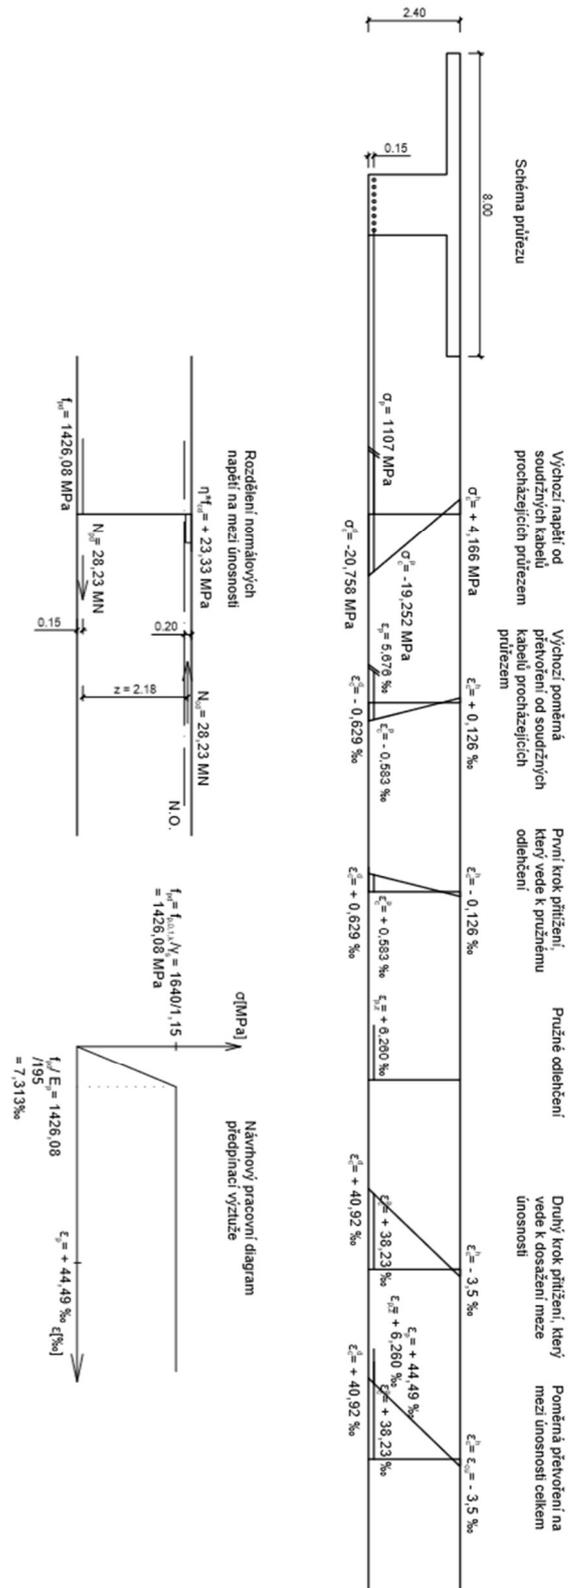 Schéma průřezu
8.00
2.40
0.15
Výchozí napětí od
soudržných kabelů
procházejících průřezem
σch= + 4,166 MPa
σp= 1107 MPa
σcp= -19,252 MPa
σcd= -20,758 MPa
Výchozí poměrná
přetvoření od soudržných
kabelů procházejících
průřezem
εch= + 0,126 ‰
εp= 5,676 ‰
εcp= - 0,583 ‰
εcd= - 0,629 ‰
První krok přitížení,
který vede k pružnému
odlehčení
εch= - 0,126 ‰
εcp= + 0,583 ‰
εcd= + 0,629 ‰
Pružné odlehčení
εp,z= + 6,260 ‰
Druhý krok přitížení, který
vede k dosažení meze
únosnosti
εch= - 3,5 ‰
+ 38,23 ‰
εcd= + 40,92 ‰
Poměrná přetvoření na
mezi únosnosti celkem
εch= εcu= - 3,5 ‰
εp= + 44,49 ‰
εp,z= + 6,260 ‰
+ 38,23 ‰
εcd= + 40,92 ‰
Rozdělení normálových
napětí na mezi únosnosti
η*fcd= + 23,33 MPa
Ncd= 28,23 MN
fpd= 1426,08 MPa
Npd= 28,23 MN
0.15
0.20
z = 2.18
N.O.
Návrhový pracovní diagram
předpínací výztuže
σ[MPa]
fpd= fp,0,1,k/γs= 1640/1,15
= 1426,08 MPa
fpd/ Ep= 1426,08
/195
= 7,313‰
εp= + 44,49 ‰
ε[‰]